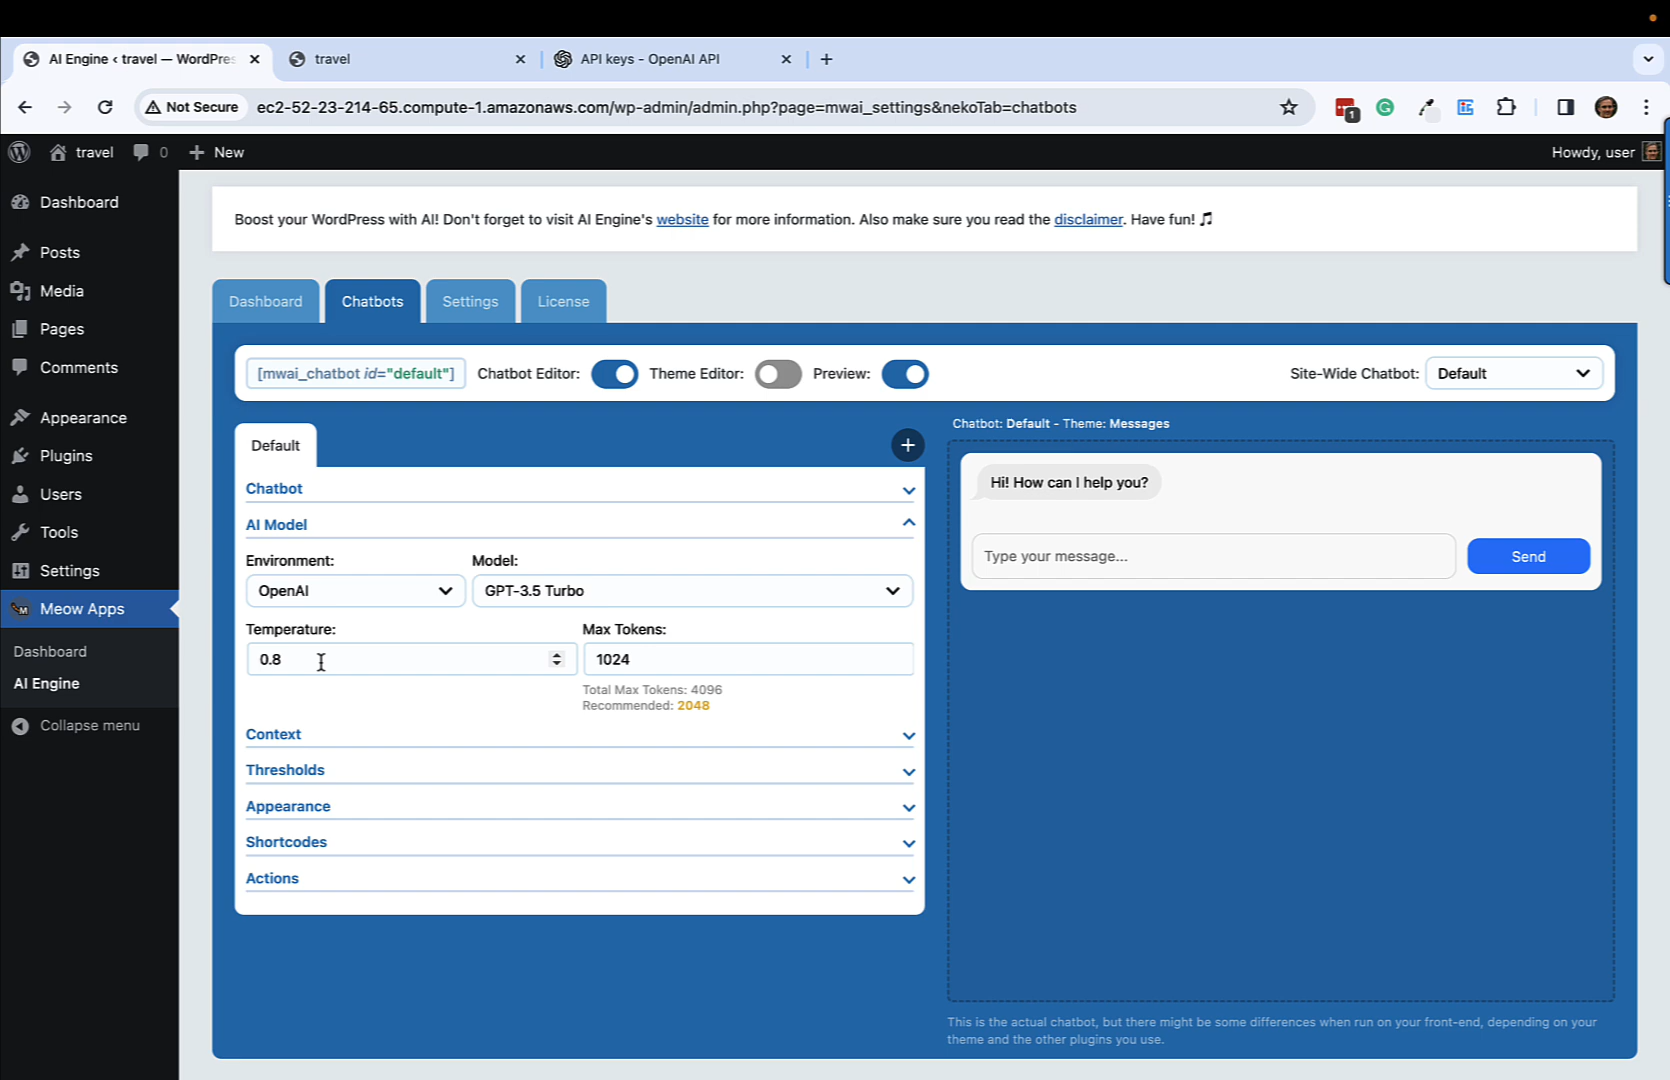 AI Engine ‹ travel — WordPres
travel
API keys - OpenAI API
Not Secure
ec2-52-23-214-65.compute-1.amazonaws.com/wp-admin/admin.php?page=mwai_settings&nekoTab=chatbots
1
travel
0
New
Howdy, user
Dashboard
Posts
Media
Pages
Comments
Appearance
Plugins
Users
Tools
Settings
Meow Apps
Dashboard
AI Engine
Collapse menu
Boost your WordPress with AI! Don't forget to visit AI Engine's website for more information. Also make sure you read the disclaimer. Have fun! 🎵
Dashboard
Chatbots
Settings
License
[mwai_chatbot id="default"]
Chatbot Editor:
Theme Editor:
Preview:
Site-Wide Chatbot:
Default
Default
Chatbot
AI Model
Environment:
Model:
OpenAI
GPT-3.5 Turbo
Temperature:
Max Tokens:
0.8
1024
Total Max Tokens: 4096
Recommended: 2048
Context
Thresholds
Appearance
Shortcodes
Actions
Chatbot: Default - Theme: Messages
Hi! How can I help you?
Type your message...
Send
This is the actual chatbot, but there might be some differences when run on your front-end, depending on your
theme and the other plugins you use.